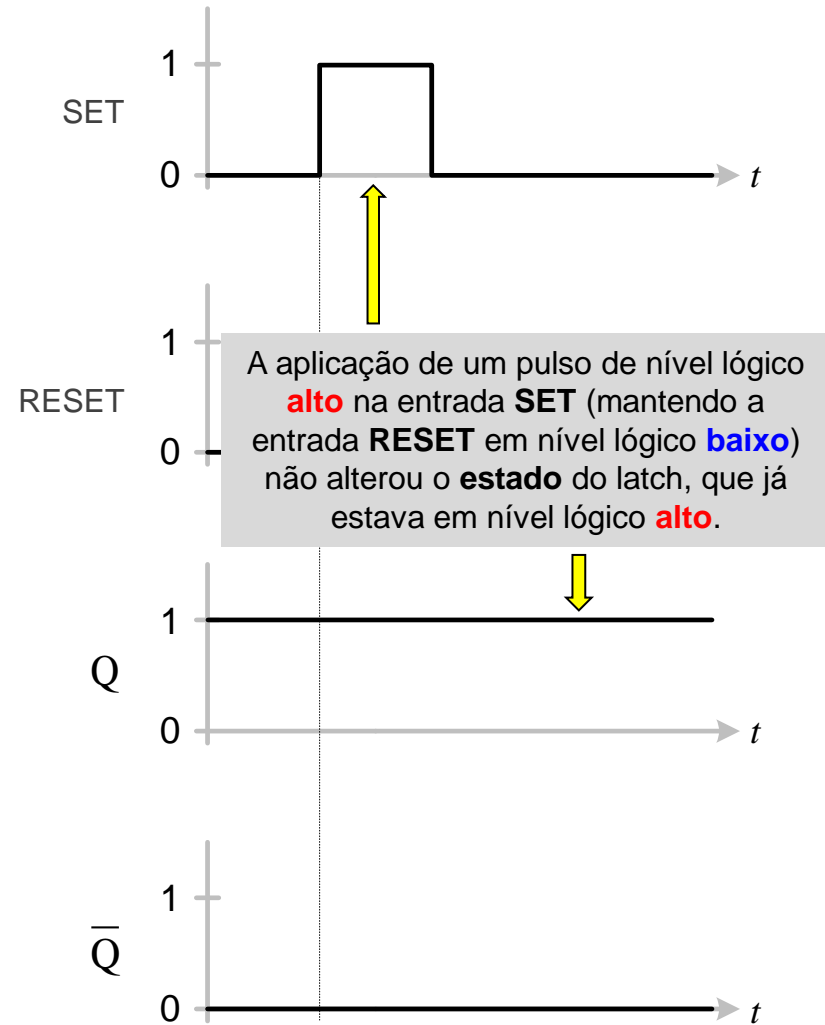 1
SET
0
t
1
RESET
0
A aplicação de um pulso de nível lógico
alto na entrada SET (mantendo a
entrada RESET em nível lógico baixo)
não alterou o estado do latch, que já
estava em nível lógico alto.
1
Q
0
t
1
Q̅
0
t